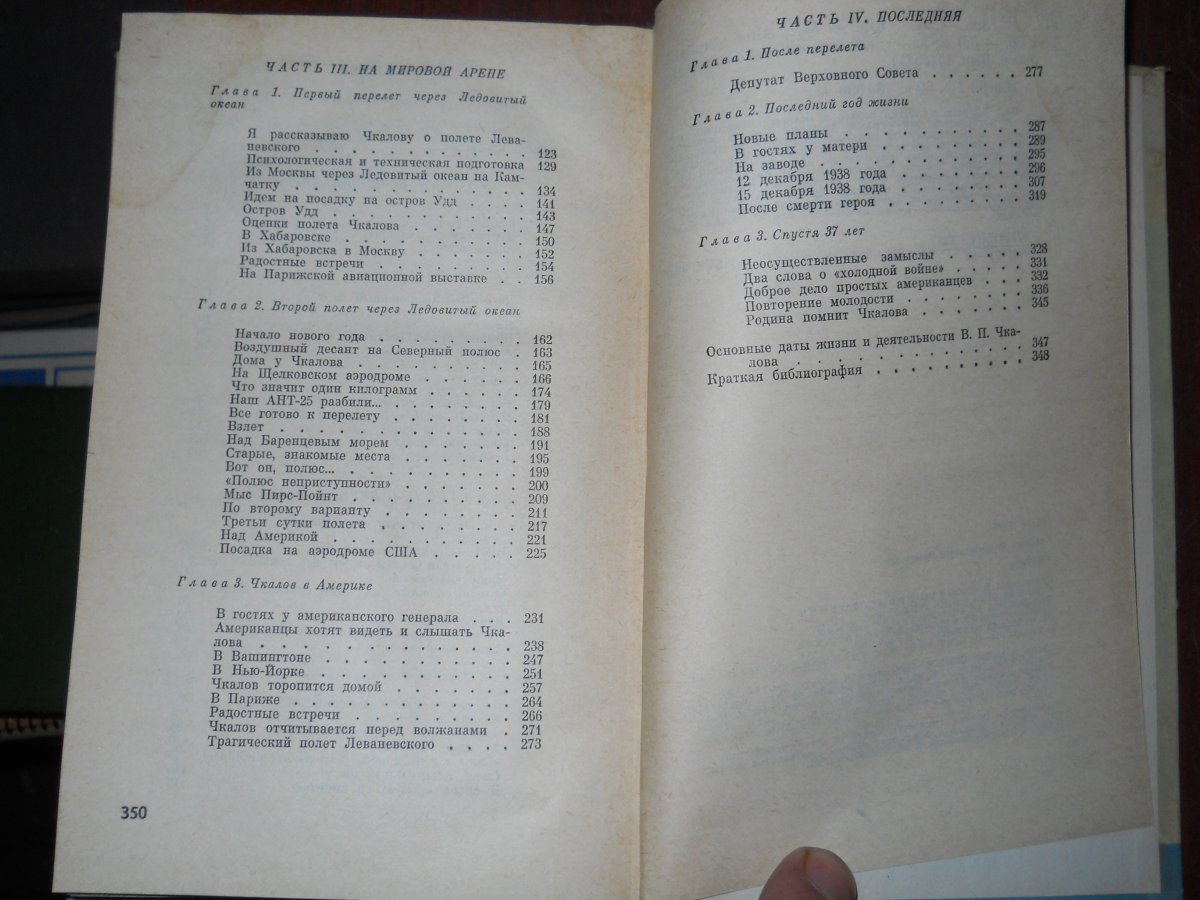 ЧАСТЬ III. НА МИРОВОЙ АРЕНЕ
Глава 1. Первый перелет через Ледовитый
океан
Я рассказываю Чкалову о полете Лева-
невского . . . . . . . . . . . . 123
Психологическая и техническая подготовка 129
Из Москвы через Ледовитый океан на Кам-
чатку . . . . . . . . . . . . . 134
Идем на посадку на остров Удд . . . . 141
Остров Удд . . . . . . . . . . . 143
Оценки полета Чкалова . . . . . . . 147
В Хабаровске . . . . . . . . . . 150
Из Хабаровска в Москву . . . . . . 152
Радостные встречи . . . . . . . . 154
На Парижской авиационной выставке . . 156
Глава 2. Второй полет через Ледовитый океан
Начало нового года . . . . . . . . 162
Воздушный десант на Северный полюс . 163
Дома у Чкалова . . . . . . . . . 165
На Щелковском аэродроме . . . . . . 166
Что значит один килограмм . . . . . . 174
Наш АНТ-25 разбили... . . . . . . . 179
Все готово к перелету . . . . . . . 181
Взлет . . . . . . . . . . . . . 188
Над Баренцевым морем . . . . . . . 191
Старые, знакомые места . . . . . . . 195
Вот он, полюс... . . . . . . . . . 199
«Полюс неприступности» . . . . . . . 200
Мыс Пирс-Пойнт . . . . . . . . . 209
По второму варианту . . . . . . . . 211
Третьи сутки полета . . . . . . . . 217
Над Америкой . . . . . . . . . . 221
Посадка на аэродроме США . . . . . 225
Глава 3. Чкалов в Америке
В гостях у американского генерала . . . 231
Американцы хотят видеть и слышать Чка-
лова . . . . . . . . . . . . . 238
В Вашингтоне . . . . . . . . . . 247
В Нью-Йорке . . . . . . . . . . 251
Чкалов торопится домой . . . . . . . 257
В Париже . . . . . . . . . . . . 264
Радостные встречи . . . . . . . . . 266
Чкалов отчитывается перед волжанами . 271
Трагический полет Леваневского . . . . 273
350
ЧАСТЬ IV. ПОСЛЕДНЯЯ
Глава 1. После перелета
Депутат Верховного Совета . . . . . . 277
Глава 2. Последний год жизни
Новые планы . . . . . . . . . . 287
В гостях у матери . . . . . . . . . 289
На заводе . . . . . . . . . . . 295
12 декабря 1938 года . . . . . . . . 296
15 декабря 1938 года . . . . . . . . 307
После смерти героя . . . . . . . . 319
Глава 3. Спустя 37 лет
Неосуществленные замыслы . . . . . 328
Два слова о «холодной войне» . . . . . 331
Доброе дело простых американцев . . . 332
Повторение молодости . . . . . . . 336
Родина помнит Чкалова . . . . . . . 345
Основные даты жизни и деятельности В. П. Чка-
лова . . . . . . . . . . . . . 347
Краткая библиография . . . . . . . . 348